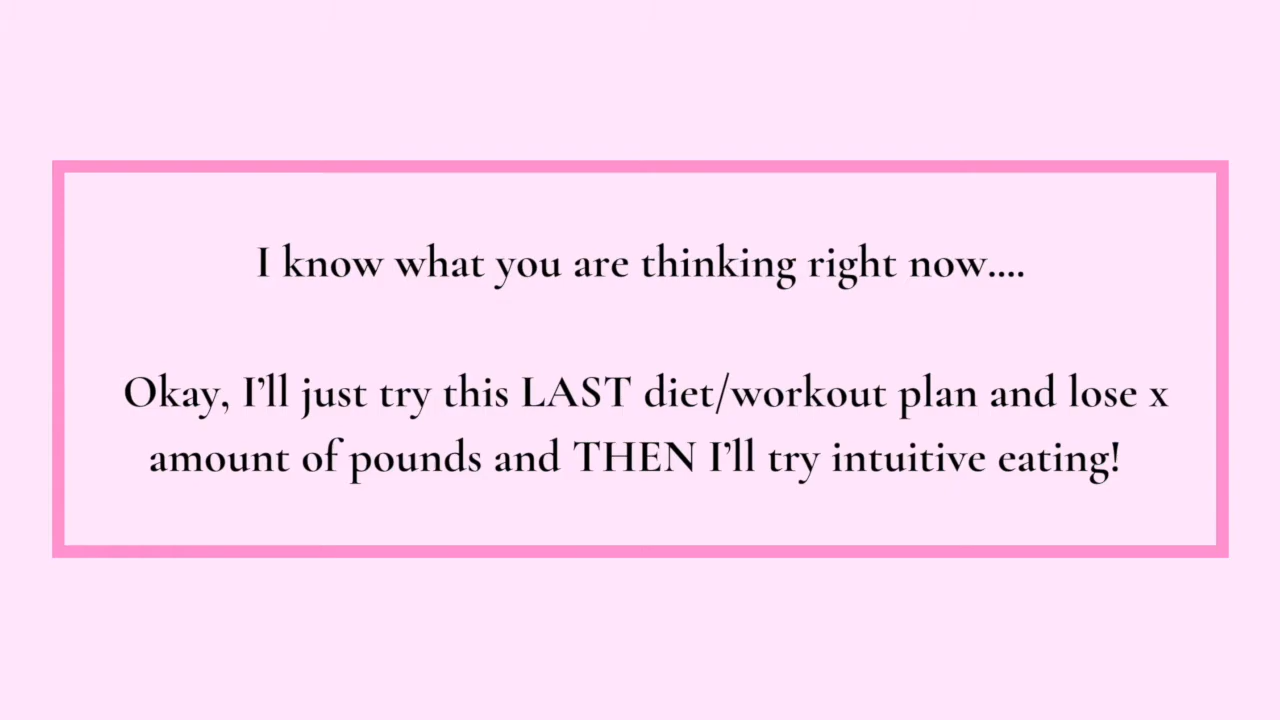 I know what you are thinking right now....
Okay, I’ll just try this LAST diet/workout plan and lose x
amount of pounds and THEN I’ll try intuitive eating!